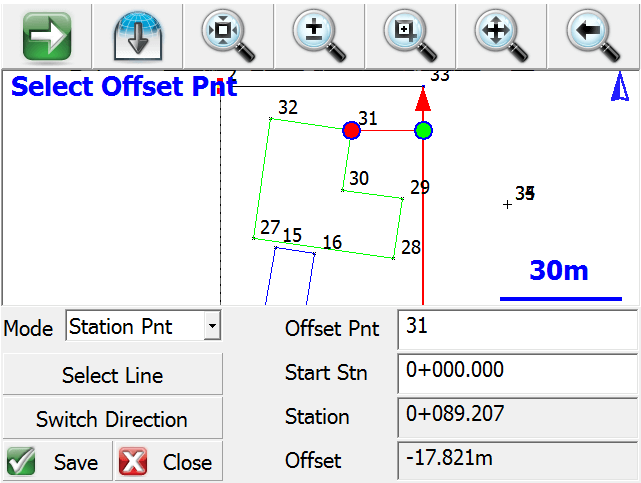 2
33
Select Offset Pnt
32
31
30
29
27
15
16
28
30m
Mode
Station Pnt
Offset Pnt
31
Select Line
Start Stn
0+000.000
Switch Direction
Station
0+089.207
Save
Close
Offset
-17.821m